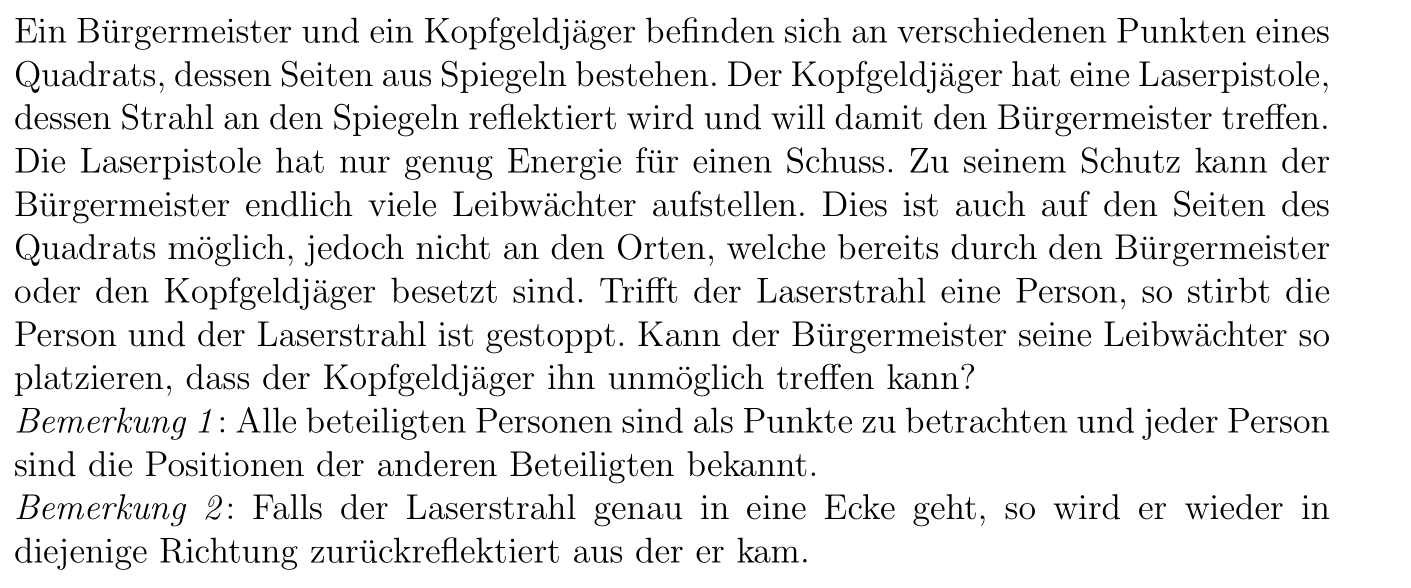 Ein Bürgermeister und ein Kopfgeldjäger befinden sich an verschiedenen Punkten eines
Quadrats, dessen Seiten aus Spiegeln bestehen. Der Kopfgeldjäger hat eine Laserpistole,
dessen Strahl an den Spiegeln reflektiert wird und will damit den Bürgermeister treffen.
Die Laserpistole hat nur genug Energie für einen Schuss. Zu seinem Schutz kann der
Bürgermeister endlich viele Leibwächter aufstellen. Dies ist auch auf den Seiten des
Quadrats möglich, jedoch nicht an den Orten, welche bereits durch den Bürgermeister
oder den Kopfgeldjäger besetzt sind. Trifft der Laserstrahl eine Person, so stirbt die
Person und der Laserstrahl ist gestoppt. Kann der Bürgermeister seine Leibwächter so
platzieren, dass der Kopfgeldjäger ihn unmöglich treffen kann?
Bemerkung 1: Alle beteiligten Personen sind als Punkte zu betrachten und jeder Person
sind die Positionen der anderen Beteiligten bekannt.
Bemerkung 2: Falls der Laserstrahl genau in eine Ecke geht, so wird er wieder in
diejenige Richtung zurückreflektiert aus der er kam.